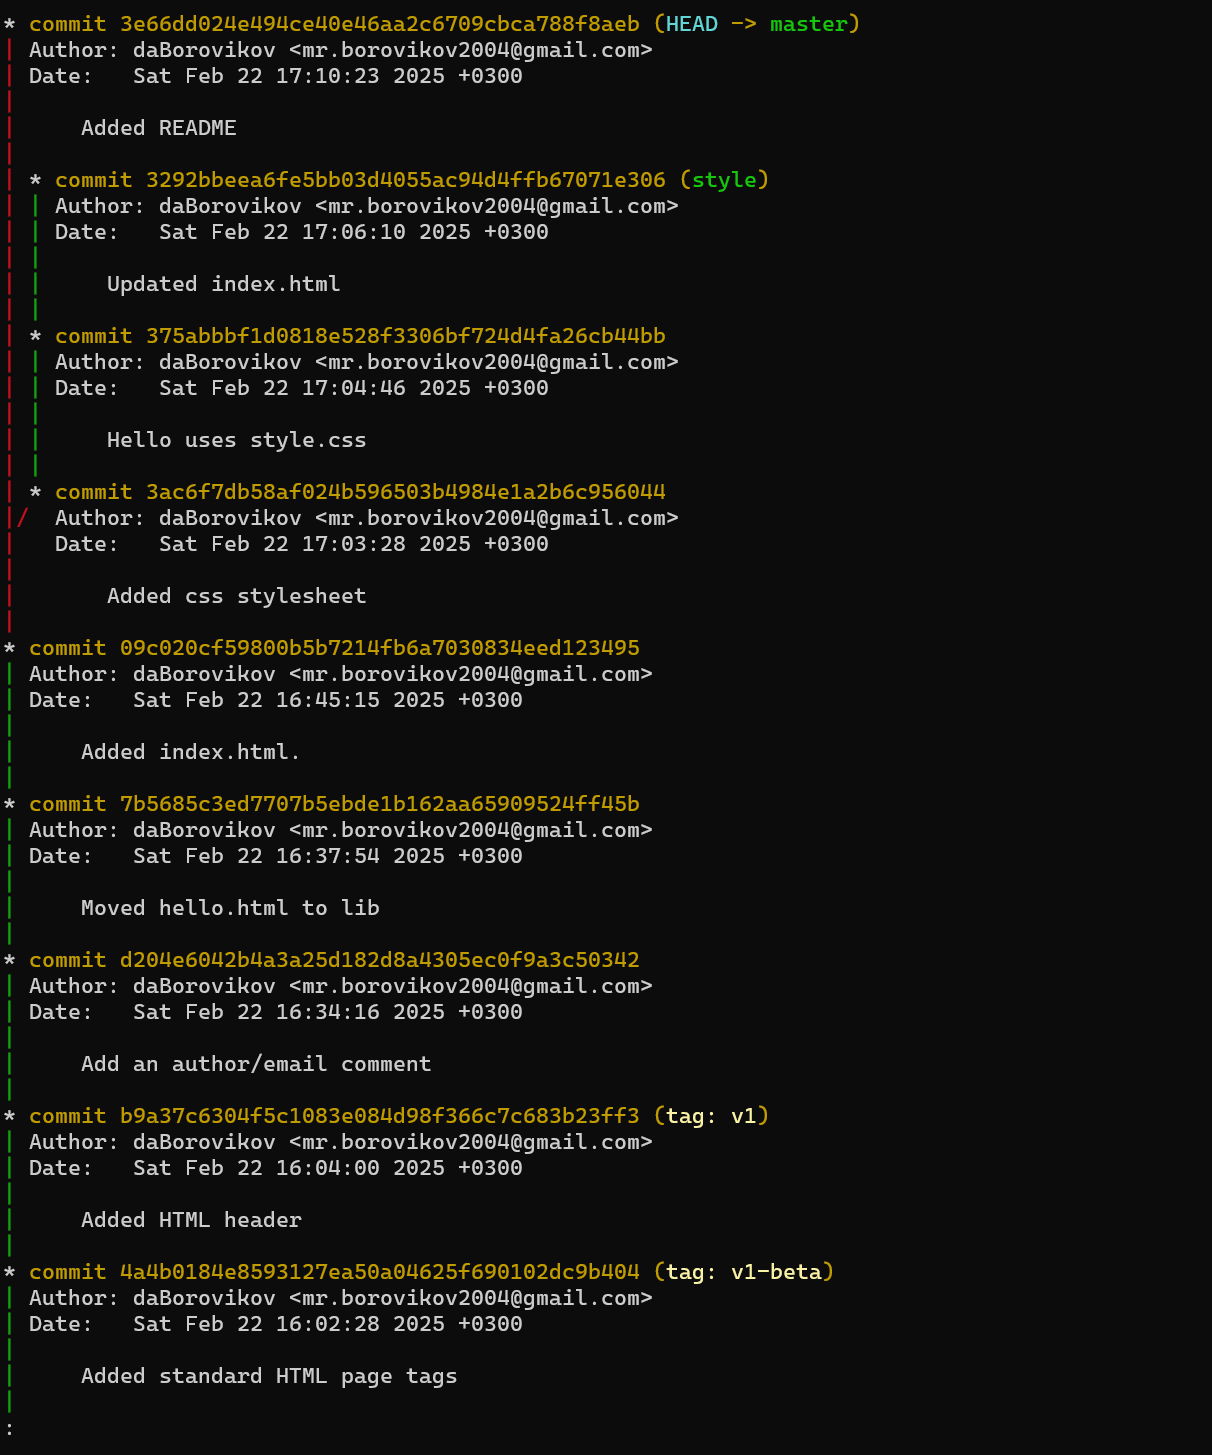 * commit 3e66dd024e494ce40e46aa2c6709cbca788f8aeb (HEAD -> master)
| Author: daBorovikov <mr.borovikov2004@gmail.com>
| Date:   Sat Feb 22 17:10:23 2025 +0300
|
|     Added README
|
| * commit 3292bbeea6fe5bb03d4055ac94d4ffb67071e306 (style)
| | Author: daBorovikov <mr.borovikov2004@gmail.com>
| | Date:   Sat Feb 22 17:06:10 2025 +0300
| |
| |     Updated index.html
| |
| * commit 375abbbf1d0818e528f3306bf724d4fa26cb44bb
| | Author: daBorovikov <mr.borovikov2004@gmail.com>
| | Date:   Sat Feb 22 17:04:46 2025 +0300
| |
| |     Hello uses style.css
| |
| * commit 3ac6f7db58af024b596503b4984e1a2b6c956044
|/  Author: daBorovikov <mr.borovikov2004@gmail.com>
|   Date:   Sat Feb 22 17:03:28 2025 +0300
|
|       Added css stylesheet
|
* commit 09c020cf59800b5b7214fb6a7030834eed123495
| Author: daBorovikov <mr.borovikov2004@gmail.com>
| Date:   Sat Feb 22 16:45:15 2025 +0300
|
|     Added index.html.
|
* commit 7b5685c3ed7707b5ebde1b162aa65909524ff45b
| Author: daBorovikov <mr.borovikov2004@gmail.com>
| Date:   Sat Feb 22 16:37:54 2025 +0300
|
|     Moved hello.html to lib
|
* commit d204e6042b4a3a25d182d8a4305ec0f9a3c50342
| Author: daBorovikov <mr.borovikov2004@gmail.com>
| Date:   Sat Feb 22 16:34:16 2025 +0300
|
|     Add an author/email comment
|
* commit b9a37c6304f5c1083e084d98f366c7c683b23ff3 (tag: v1)
| Author: daBorovikov <mr.borovikov2004@gmail.com>
| Date:   Sat Feb 22 16:04:00 2025 +0300
|
|     Added HTML header
|
* commit 4a4b0184e8593127ea50a04625f690102dc9b404 (tag: v1-beta)
| Author: daBorovikov <mr.borovikov2004@gmail.com>
| Date:   Sat Feb 22 16:02:28 2025 +0300
|
|     Added standard HTML page tags
|
: